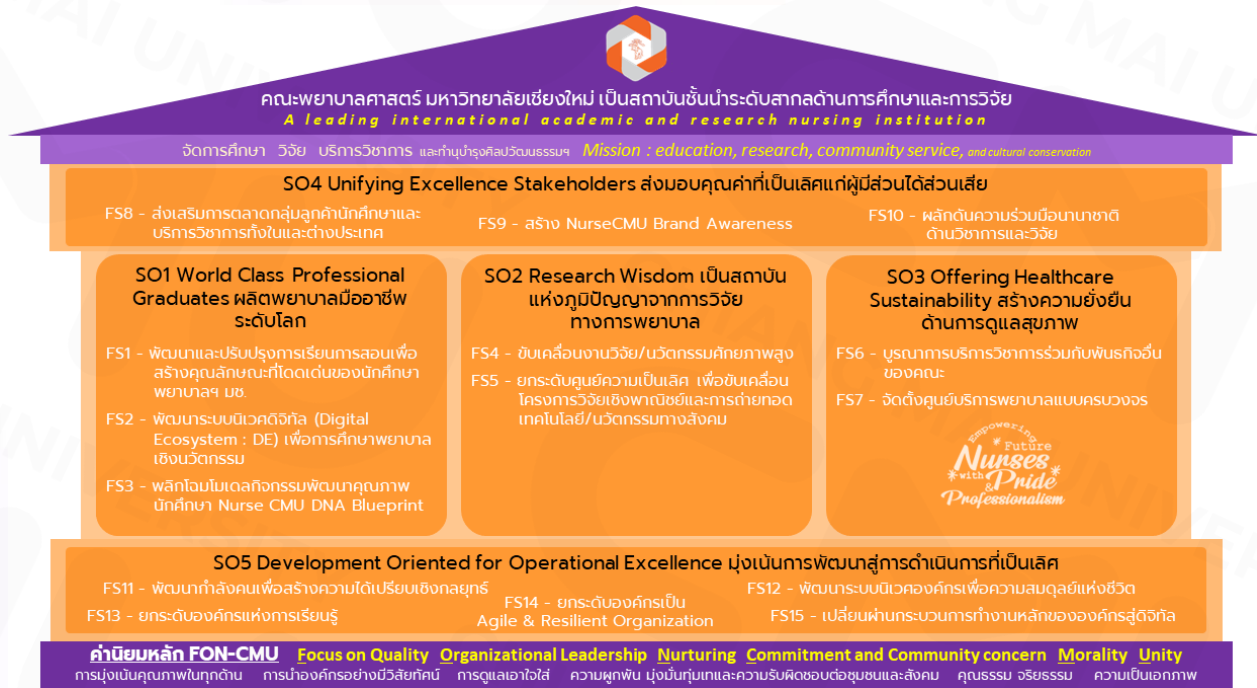 คณะพยาบาลศาสตร์ มหาวิทยาลัยเชียงใหม่ เป็นสถาบันชั้นนำระดับสากลด้านการศึกษาและการวิจัย
A leading international academic and research nursing institution
จัดการศึกษา วิจัย บริการวิชาการ และทำนุบำรุงศิลปวัฒนธรรมฯ Mission : education, research, community service, and cultural conservation
SO4 Unifying Excellence Stakeholders ส่งมอบคุณค่าที่เป็นเลิศแก่ผู้มีส่วนได้ส่วนเสีย
FS8 - ส่งเสริมการตลาดกลุ่มลูกค้านักศึกษาและ
บริการวิชาการทั้งในและต่างประเทศ
FS9 - สร้าง NurseCMU Brand Awareness
FS10 - ผลักดันความร่วมมือนานาชาติ
ด้านวิชาการและวิจัย
SO1 World Class Professional
Graduates ผลิตพยาบาลมืออาชีพ
ระดับโลก
FS1 - พัฒนาและปรับปรุงการเรียนการสอนเพื่อ
สร้างคุณลักษณะที่โดดเด่นของนักศึกษา
พยาบาลฯ มช.
FS2 - พัฒนาระบบนิเวศดิจิทัล (Digital
Ecosystem : DE) เพื่อการศึกษาพยาบาล
เชิงนวัตกรรม
FS3 - พลิกโฉมโมเดลกิจกรรมพัฒนาคุณภาพ
นักศึกษา Nurse CMU DNA Blueprint
SO2 Research Wisdom เป็นสถาบัน
แห่งภูมิปัญญาจากการวิจัย
ทางการพยาบาล
FS4 - ขับเคลื่อนงานวิจัย/นวัตกรรมศักยภาพสูง
FS5 - ยกระดับศูนย์ความเป็นเลิศ เพื่อขับเคลื่อน
โครงการวิจัยเชิงพาณิชย์และการถ่ายทอด
เทคโนโลยี/นวัตกรรมทางสังคม
SO3 Offering Healthcare
Sustainability สร้างความยั่งยืน
ด้านการดูแลสุขภาพ
FS6 - บูรณาการบริการวิชาการร่วมกับพันธกิจอื่น
ของคณะ
FS7 - จัดตั้งศูนย์บริการพยาบาลแบบครบวงจร
Empowering
Future
Nurses
with Pride
&
Professionalism
SO5 Development Oriented for Operational Excellence มุ่งเน้นการพัฒนาสู่การดำเนินการที่เป็นเลิศ
FS11 - พัฒนากำลังคนเพื่อสร้างความได้เปรียบเชิงกลยุทธ์
FS12 - พัฒนาระบบนิเวศองค์กรเพื่อความสมดุลย์แห่งชีวิต
FS13 - ยกระดับองค์กรแห่งการเรียนรู้
FS14 - ยกระดับองค์กรเป็น
Agile & Resilient Organization
FS15 - เปลี่ยนผ่านกระบวนการทำงานหลักขององค์กรสู่ดิจิทัล
ค่านิยมหลัก FON-CMU Focus on Quality Organizational Leadership Nurturing Commitment and Community concern Morality Unity
การมุ่งเน้นคุณภาพในทุกด้าน การนำองค์กรอย่างมีวิสัยทัศน์ การดูแลเอาใจใส่ ความผูกพัน มุ่งมั่นทุ่มเทและความรับผิดชอบต่อชุมชนและสังคม คุณธรรม จริยธรรม ความเป็นเอกภาพ